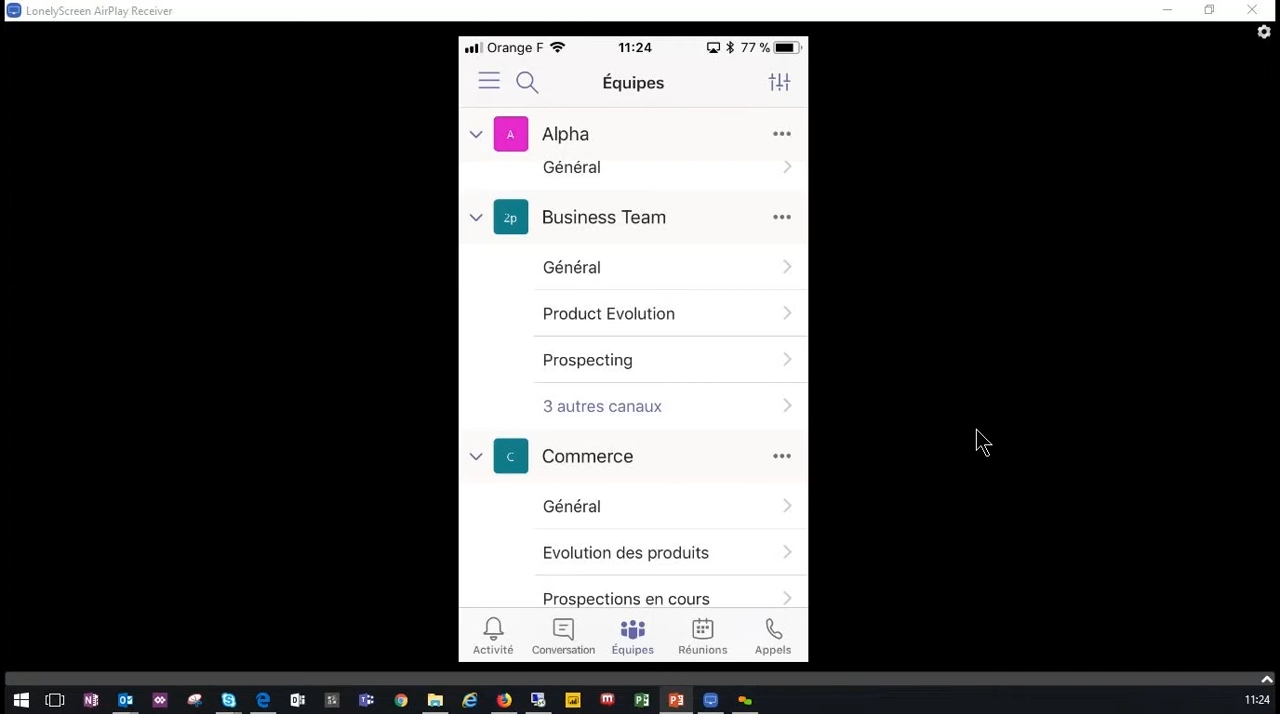 LonelyScreen AirPlay Receiver
Orange F 11:24 77 %
Équipes
A Alpha
Général
2p Business Team
Général
Product Evolution
Prospecting
3 autres canaux
C Commerce
Général
Evolution des produits
Prospections en cours
Activité Conversation Équipes Réunions Appels
11:24